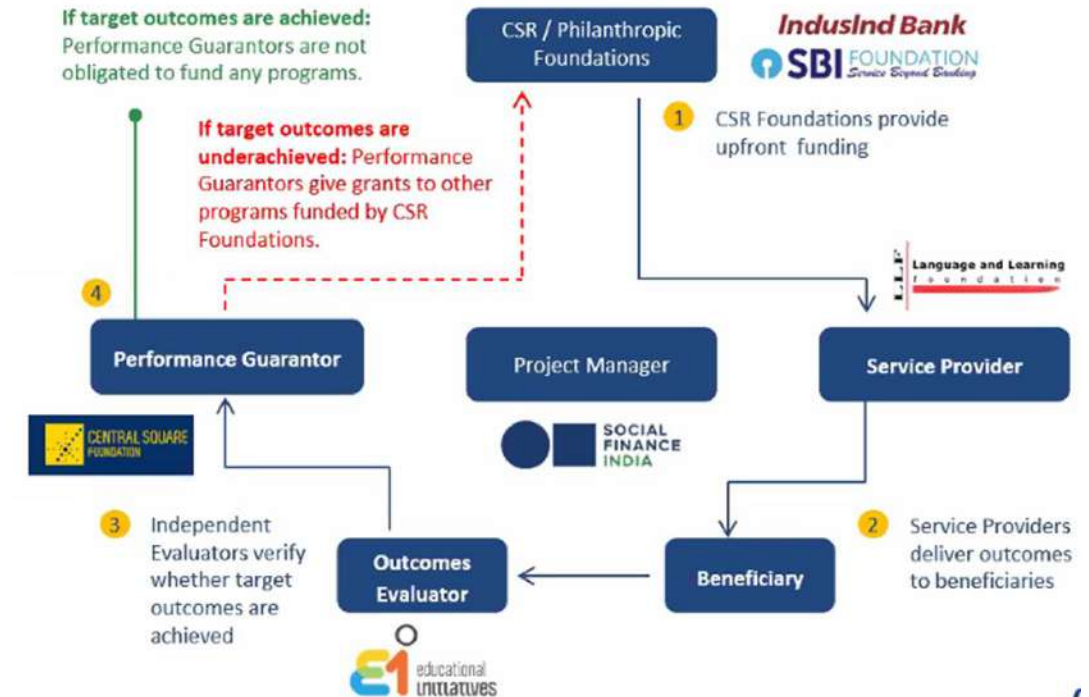 If target outcomes are achieved:
Performance Guarantors are not
obligated to fund any programs.
CSR / Philanthropic
Foundations
IndusInd Bank
SBI FOUNDATION
Service Beyond Banking
If target outcomes are
underachieved: Performance
Guarantors give grants to other
programs funded by CSR
Foundations.
1 CSR Foundations provide
upfront funding
LLF Language and Learning
foundation
4
Performance Guarantor
Project Manager
Service Provider
CENTRAL SQUARE
FOUNDATION
SOCIAL
FINANCE
INDIA
3 Independent
Evaluators verify
whether target
outcomes are
achieved
Outcomes
Evaluator
Beneficiary
2 Service Providers
deliver outcomes
to beneficiaries
Ei educational
initiatives